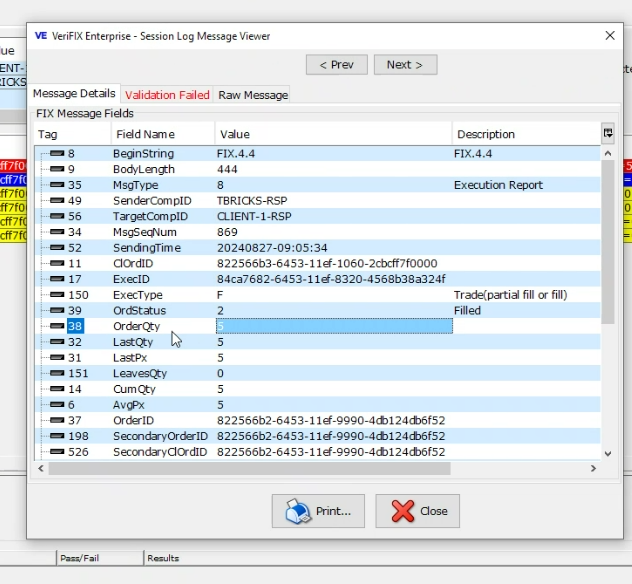 VE VeriFIX Enterprise - Session Log Message Viewer
< Prev Next >
Message Details Validation Failed Raw Message
FIX Message Fields
Tag Field Name Value Description
8 BeginString FIX.4.4 FIX.4.4
9 BodyLength 444
35 MsgType 8 Execution Report
49 SenderCompID TBRICKS-RSP
56 TargetCompID CLIENT-1-RSP
34 MsgSeqNum 869
52 SendingTime 20240827-09:05:34
11 ClOrdID 822566b3-6453-11ef-1060-2cbcff7f0000
17 ExecID 84ca7682-6453-11ef-8320-4568b38a324f
150 ExecType F Trade(partial fill or fill)
39 OrdStatus 2 Filled
38 OrderQty 5
32 LastQty 5
31 LastPx 5
151 LeavesQty 0
14 CumQty 5
6 AvgPx 5
37 OrderID 822566b2-6453-11ef-9990-4db124db6f52
198 SecondaryOrderID 822566b2-6453-11ef-9990-4db124db6f52
526 SecondaryClOrdID 822566b2-6453-11ef-9990-4db124db6f52
Print... Close
Pass/Fail Results